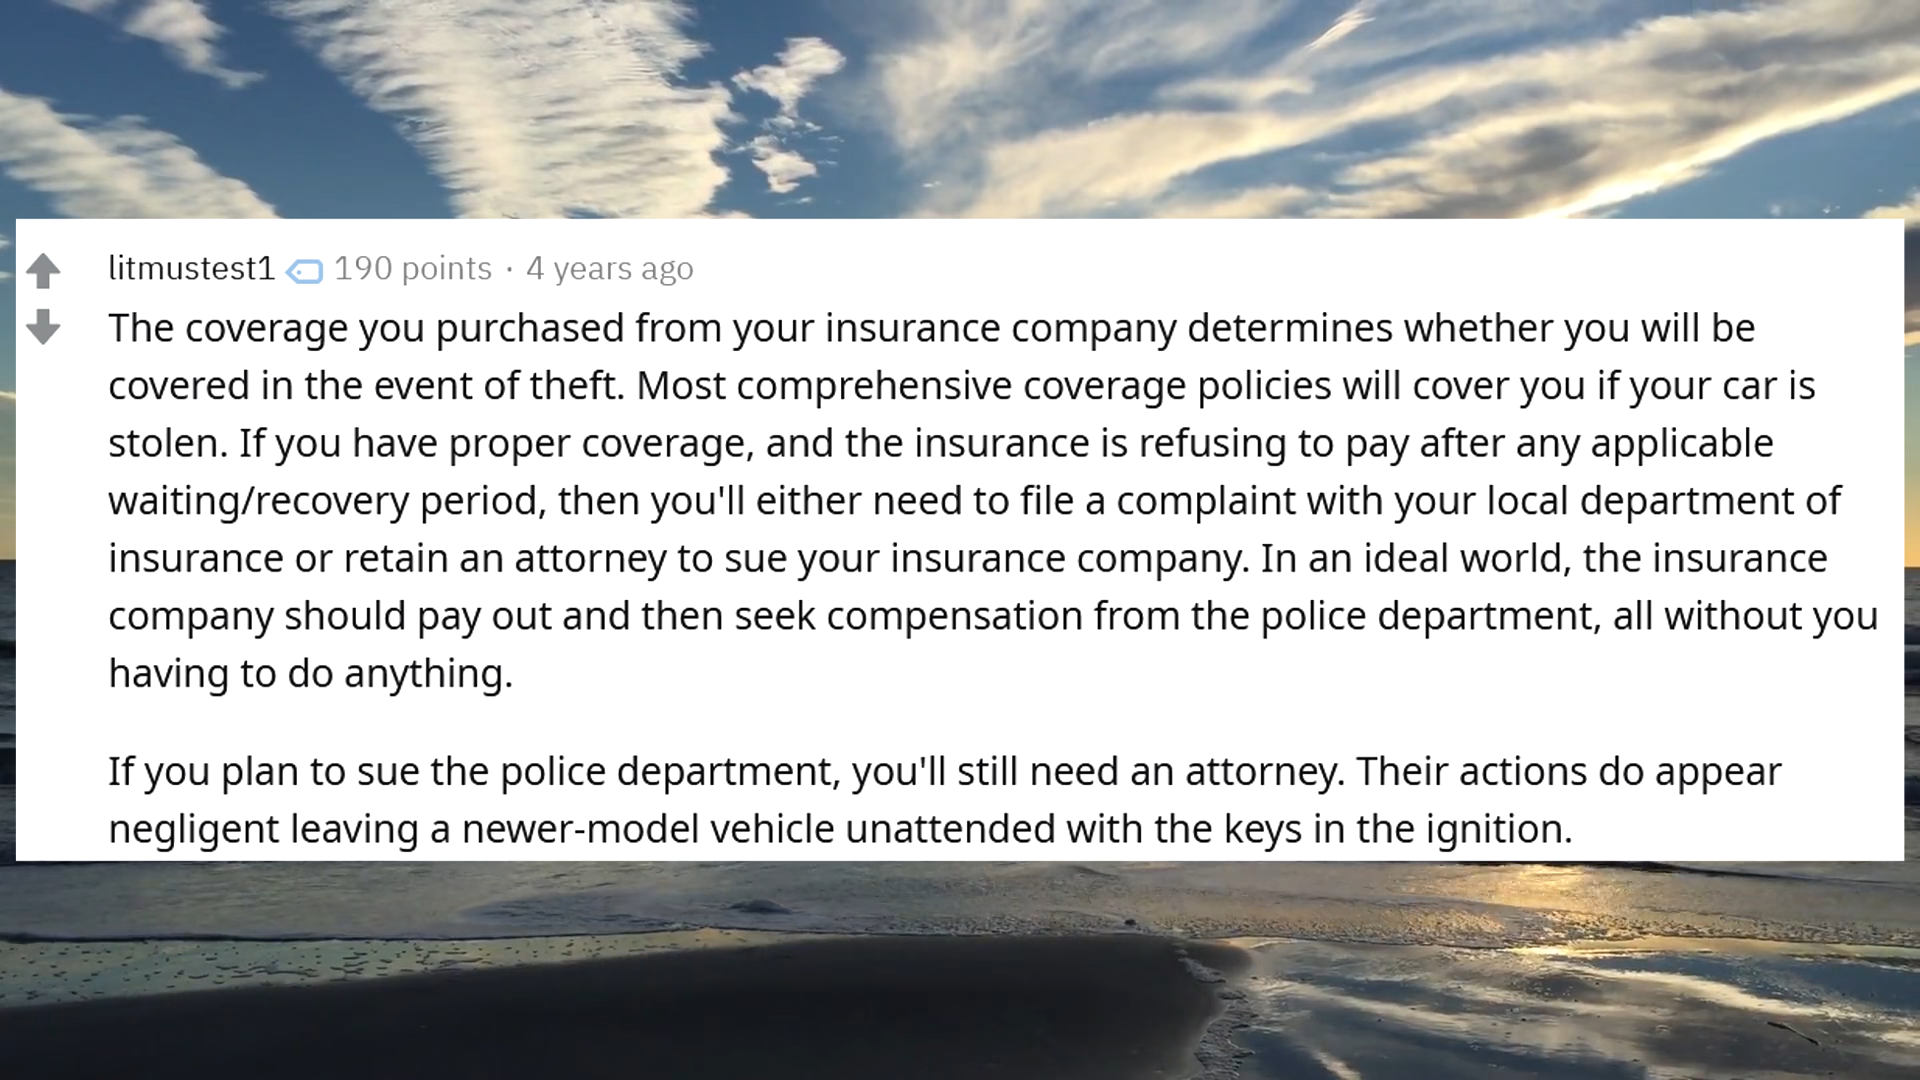 litmustest1 190 points · 4 years ago
The coverage you purchased from your insurance company determines whether you will be
covered in the event of theft. Most comprehensive coverage policies will cover you if your car is
stolen. If you have proper coverage, and the insurance is refusing to pay after any applicable
waiting/recovery period, then you'll either need to file a complaint with your local department of
insurance or retain an attorney to sue your insurance company. In an ideal world, the insurance
company should pay out and then seek compensation from the police department, all without you
having to do anything.
If you plan to sue the police department, you'll still need an attorney. Their actions do appear
negligent leaving a newer-model vehicle unattended with the keys in the ignition.